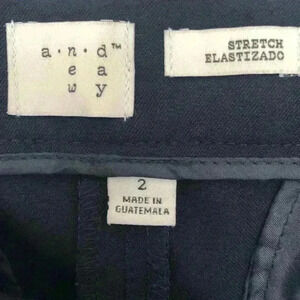 a·n·d™
e a
w y
STRETCH
ELASTIZADO
2
MADE IN
GUATEMALA